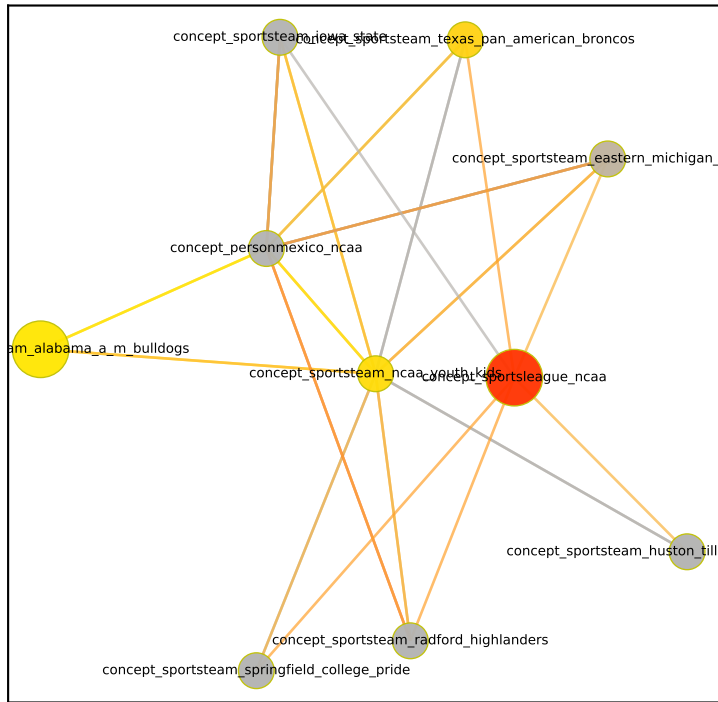 concept_sportsteam_iowa_state
concept_sportsteam_texas_pan_american_broncos
concept_sportsteam_eastern_michigan_
concept_personmexico_ncaa
am_alabama_a_m_bulldogs
concept_sportsteam_ncaa_youth_kids
concept_sportsleague_ncaa
concept_sportsteam_huston_till
concept_sportsteam_radford_highlanders
concept_sportsteam_springfield_college_pride